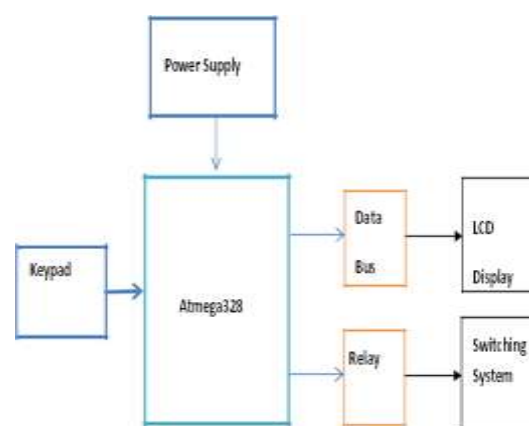 Power Supply
Keypad
Atmega328
Data
Bus
LCD
Display
Relay
Switching
System